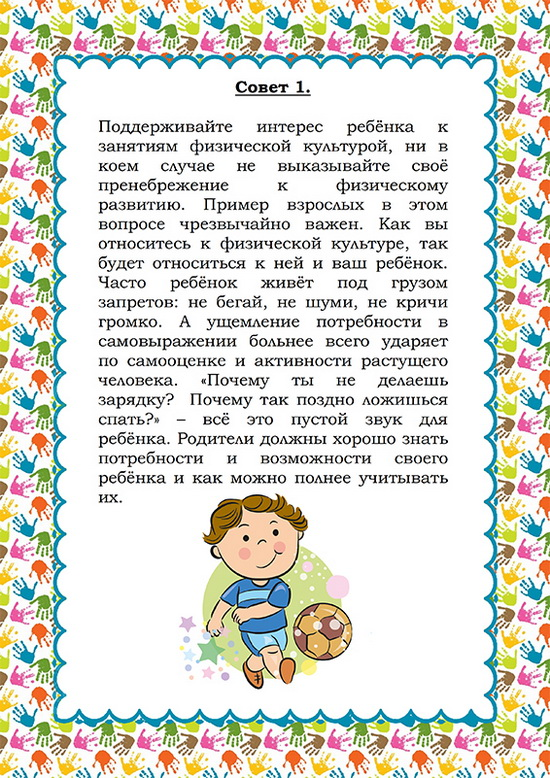 Совет 1.
Поддерживайте интерес ребёнка к
занятиям физической культурой, ни в
коем случае не выказывайте своё
пренебрежение к физическому
развитию. Пример взрослых в этом
вопросе чрезвычайно важен. Как вы
относитесь к физической культуре, так
будет относиться к ней и ваш ребёнок.
Часто ребёнок живёт под грузом
запретов: не бегай, не шуми, не кричи
громко. А ущемление потребности в
самовыражении больнее всего ударяет
по самооценке и активности растущего
человека. «Почему ты не делаешь
зарядку? Почему так поздно ложишься
спать?» – всё это пустой звук для
ребёнка. Родители должны хорошо знать
потребности и возможности своего
ребёнка и как можно полнее учитывать
их.